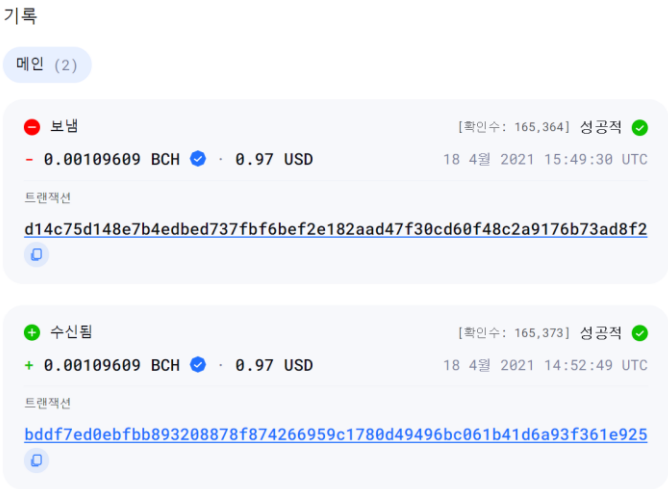 기록
메인 (2)
보냄 [확인수: 165,364] 성공적
- 0.00109609 BCH · 0.97 USD 18 4월 2021 15:49:30 UTC
트랜잭션
d14c75d148e7b4edbed737fbf6bef2e182aad47f30cd60f48c2a9176b73ad8f2
수신됨 [확인수: 165,373] 성공적
+ 0.00109609 BCH · 0.97 USD 18 4월 2021 14:52:49 UTC
트랜잭션
bddf7ed0ebfbb893208878f874266959c1780d49496bc061b41d6a93f361e925